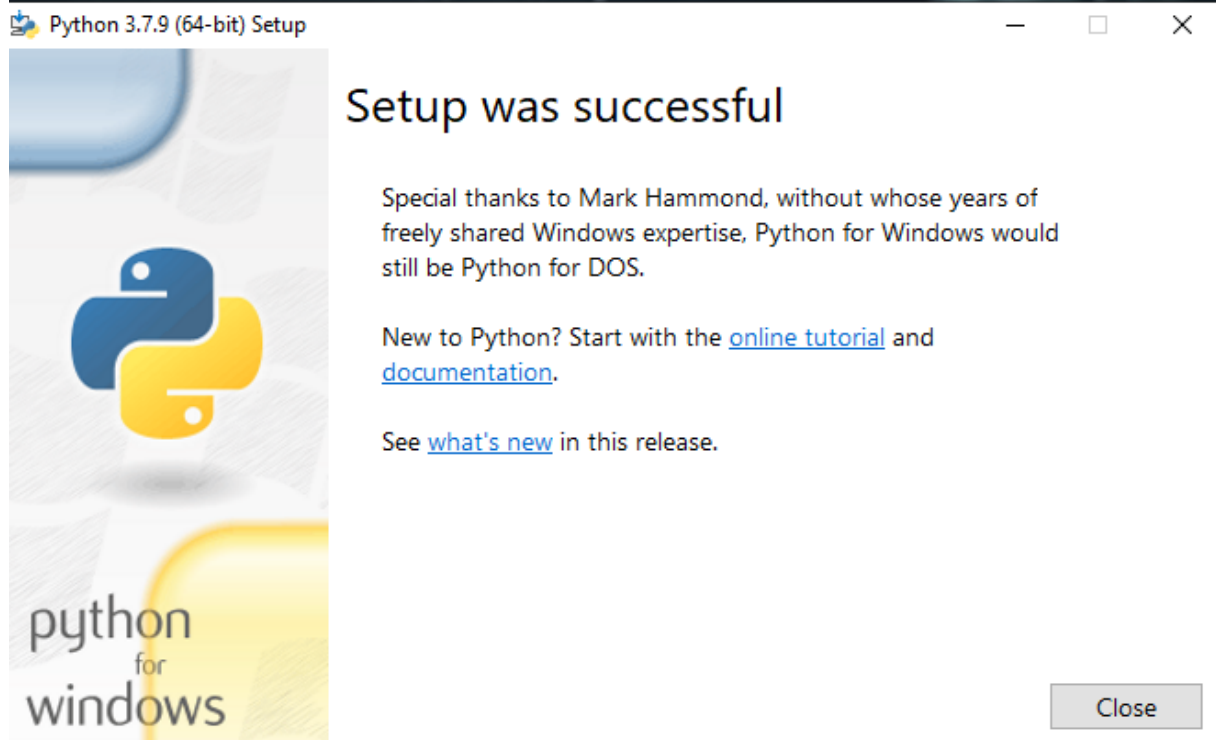 Python 3.7.9 (64-bit) Setup
Setup was successful
Special thanks to Mark Hammond, without whose years of
freely shared Windows expertise, Python for Windows would
still be Python for DOS.
New to Python? Start with the online tutorial and
documentation.
See what's new in this release.
python
for
windows
Close